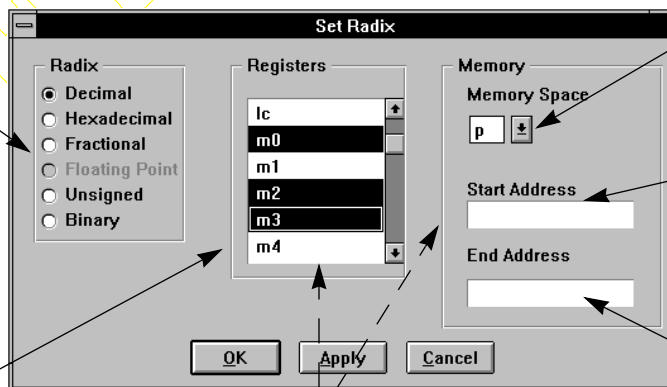 Set Radix
Radix
Decimal
Hexadecimal
Fractional
Floating Point
Unsigned
Binary
Registers
lc
m0
m1
m2
m3
m4
Memory
Memory Space
p
Start Address
End Address
OK
Apply
Cancel